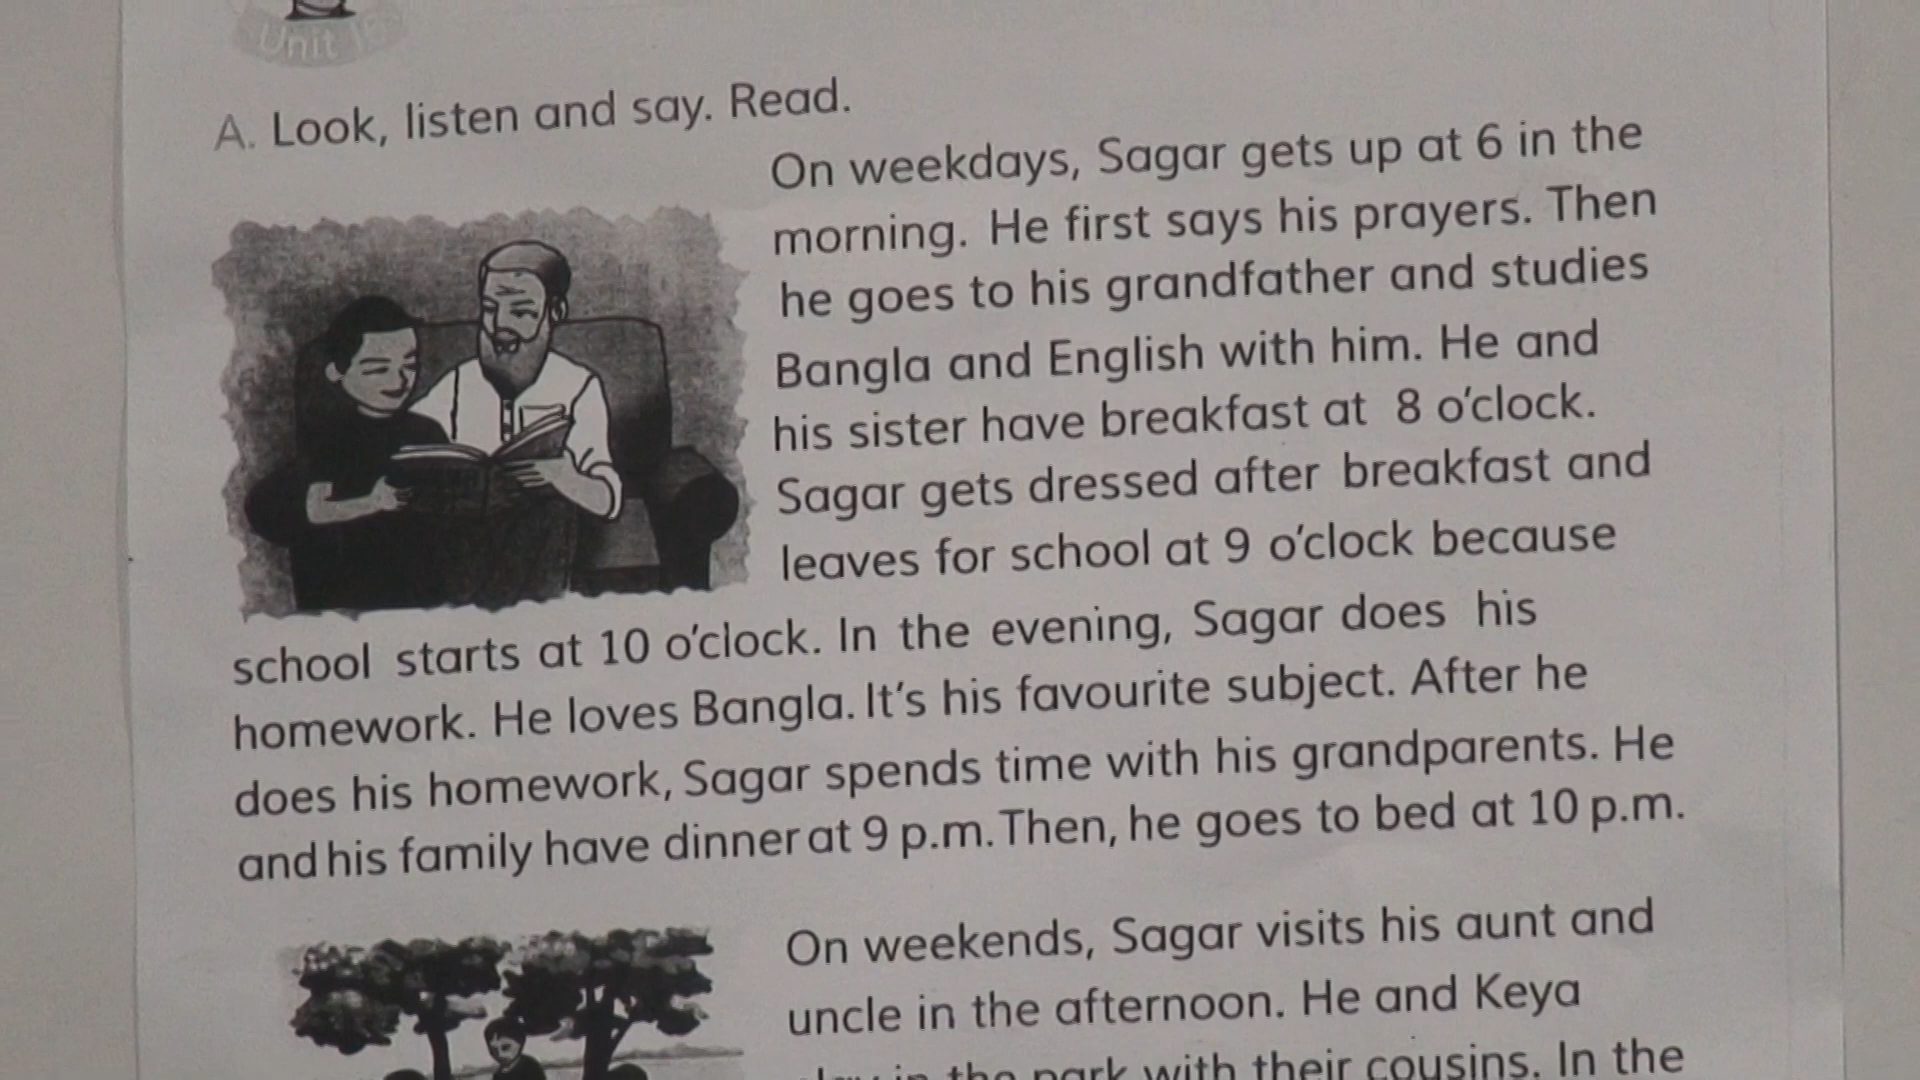 Unit
A. Look, listen and say. Read.
On weekdays, Sagar gets up at 6 in the
morning. He first says his prayers. Then
he goes to his grandfather and studies
Bangla and English with him. He and
his sister have breakfast at 8 o'clock.
Sagar gets dressed after breakfast and
leaves for school at 9 o'clock because
school starts at 10 o'clock. In the evening, Sagar does his
homework. He loves Bangla. It's his favourite subject. After he
does his homework, Sagar spends time with his grandparents. He
and his family have dinner at 9 p.m. Then, he goes to bed at 10 p.m.
On weekends, Sagar visits his aunt and
uncle in the afternoon. He and Keya
in the park with their cousins. In the